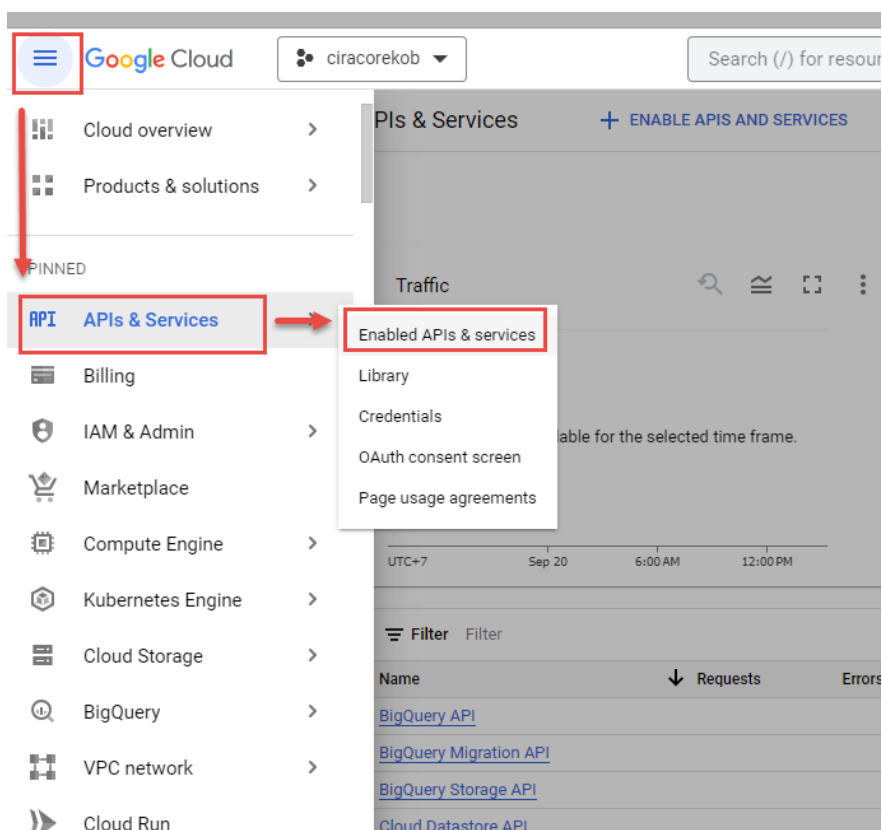 Google Cloud
ciracorekob
Search (/) for resour
Cloud overview
Products & solutions
PINNED
API APIs & Services
Billing
IAM & Admin
Marketplace
Compute Engine
Kubernetes Engine
Cloud Storage
BigQuery
VPC network
Cloud Run
Enabled APIs & services
Library
Credentials
OAuth consent screen
Page usage agreements
PIs & Services
ENABLE APIS AND SERVICES
Traffic
lable for the selected time frame.
UTC+7 Sep 20 6:00 AM 12:00 PM
Filter Filter
Name Requests Errors
BigQuery API
BigQuery Migration API
BigQuery Storage API
Cloud Datastore API